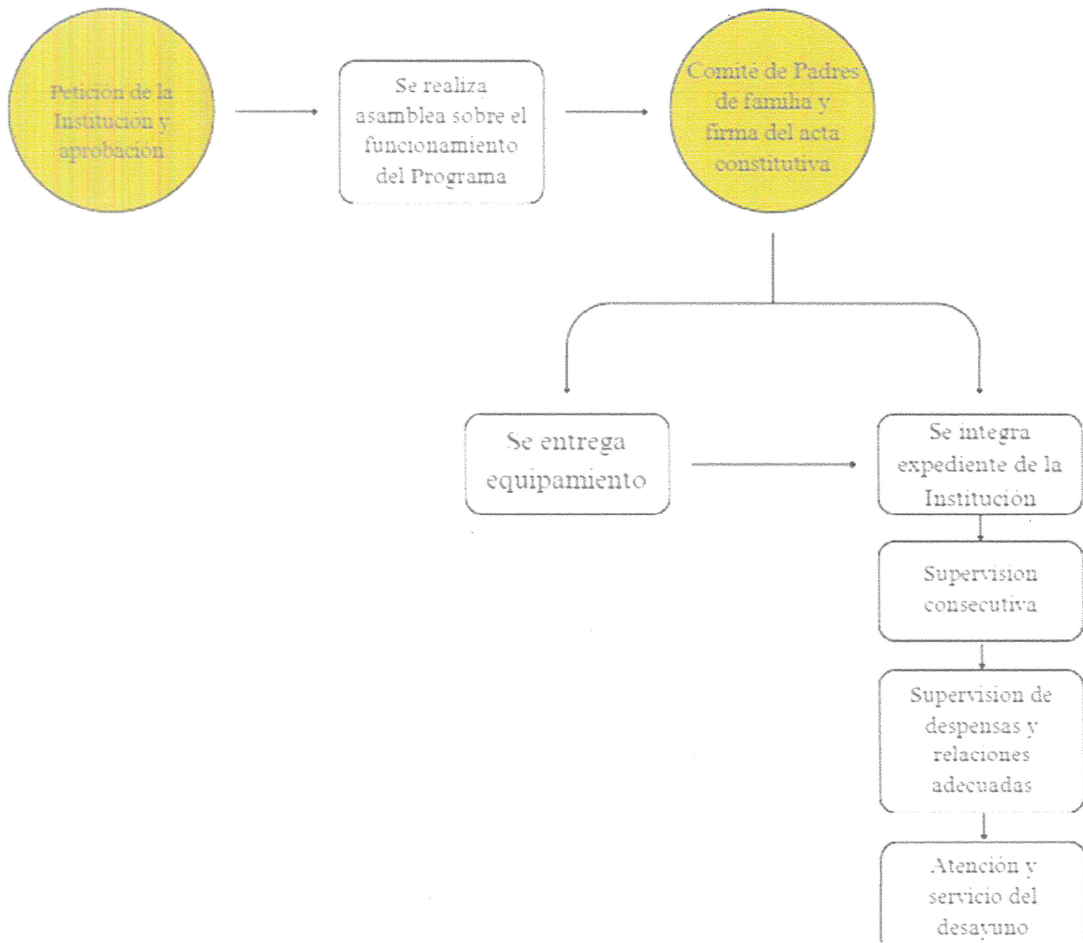 Petición de la
Institución y
aprobación
Se realiza
asamblea sobre el
funcionamiento
del Programa
Comité de Padres
de familia y
firma del acta
constitutiva
Se entrega
equipamiento
Se integra
expediente de la
Institución
Supervision
consecutiva
Supervision de
despensas y
relaciones
adecuadas
Atención y
servicio del
desayuno